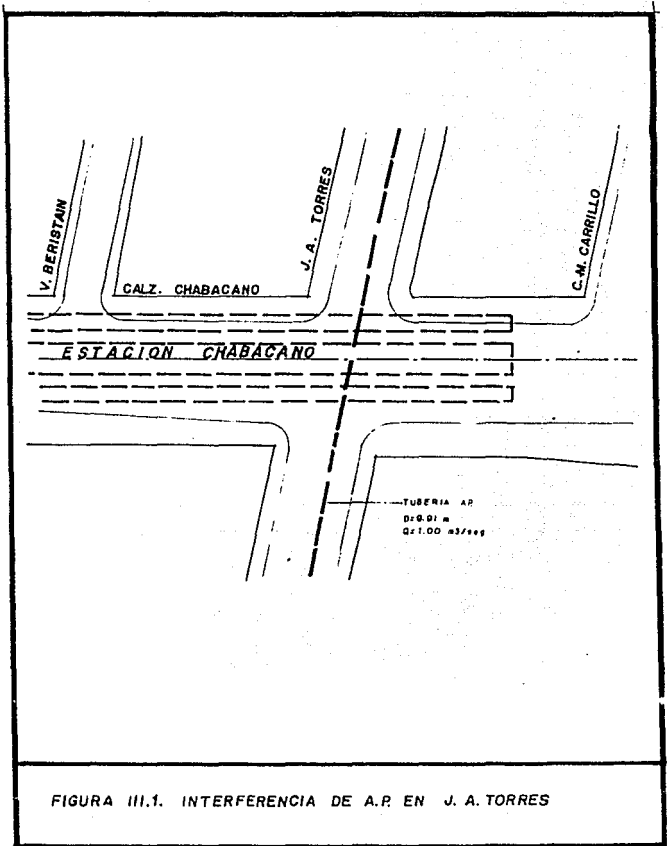 V. BERISTAIN
J. A. TORRES
C.M. CARRILLO
CALZ. CHABACANO
ESTACION CHABACANO
TUBERIA A.P.
D=0.91 m
Q=1.00 m3/seg
FIGURA III.1. INTERFERENCIA DE A.P. EN J. A. TORRES